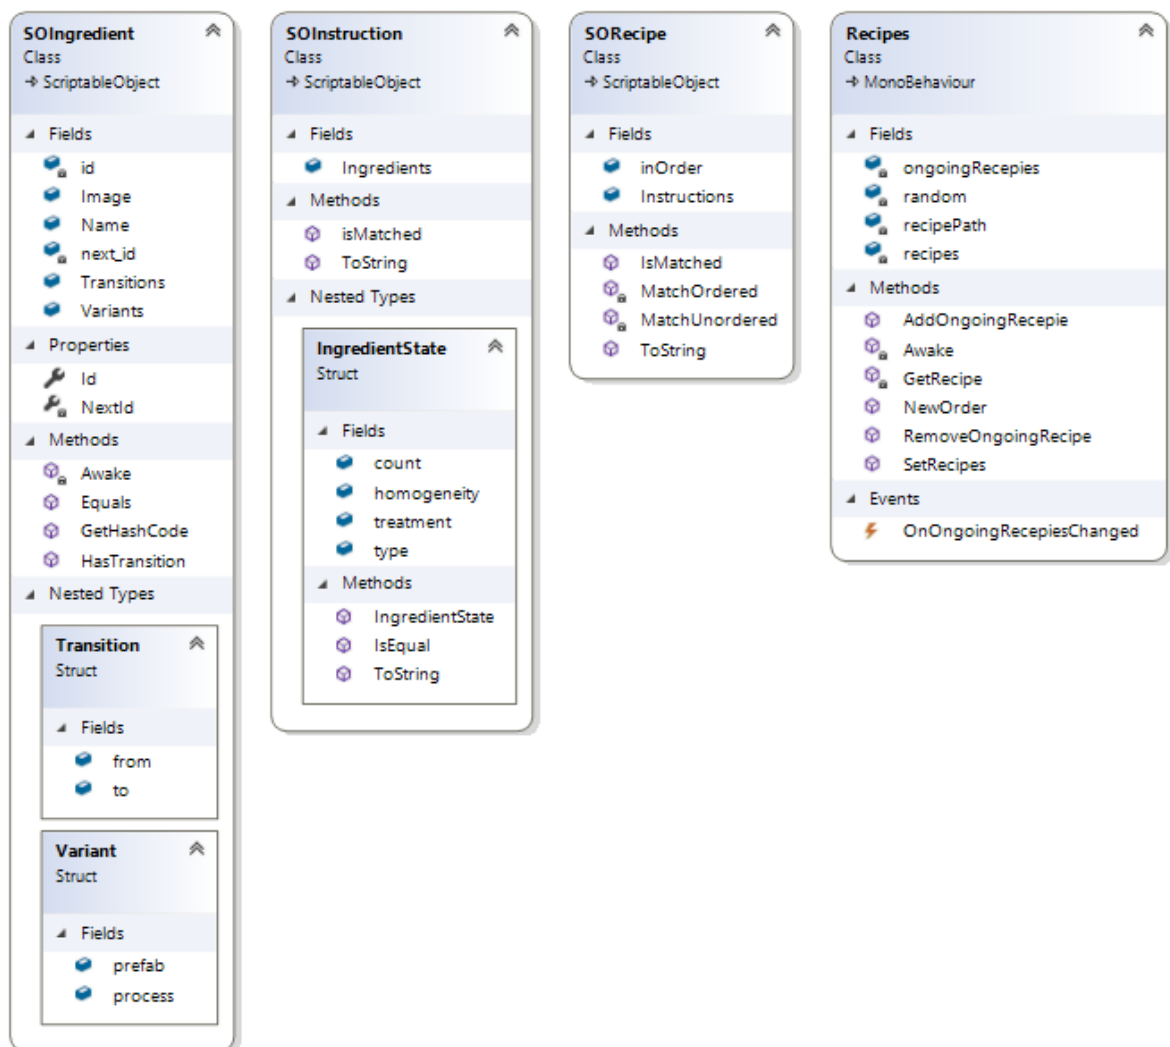 SOIngredient
Class
ScriptableObject
Fields
id
Image
Name
next_id
Transitions
Variants
Properties
Id
NextId
Methods
Awake
Equals
GetHashCode
HasTransition
Nested Types
Transition
Struct
Fields
from
to
Variant
Struct
Fields
prefab
process
SOInstruction
Class
ScriptableObject
Fields
Ingredients
Methods
isMatched
ToString
Nested Types
IngredientState
Struct
Fields
count
homogeneity
treatment
type
Methods
IngredientState
IsEqual
ToString
SORecipe
Class
ScriptableObject
Fields
inOrder
Instructions
Methods
IsMatched
MatchOrdered
MatchUnordered
ToString
Recipes
Class
MonoBehaviour
Fields
ongoingRecepies
random
recipePath
recipes
Methods
AddOngoingRecepie
Awake
GetRecipe
NewOrder
RemoveOngoingRecipe
SetRecipes
Events
OnOngoingRecepiesChanged